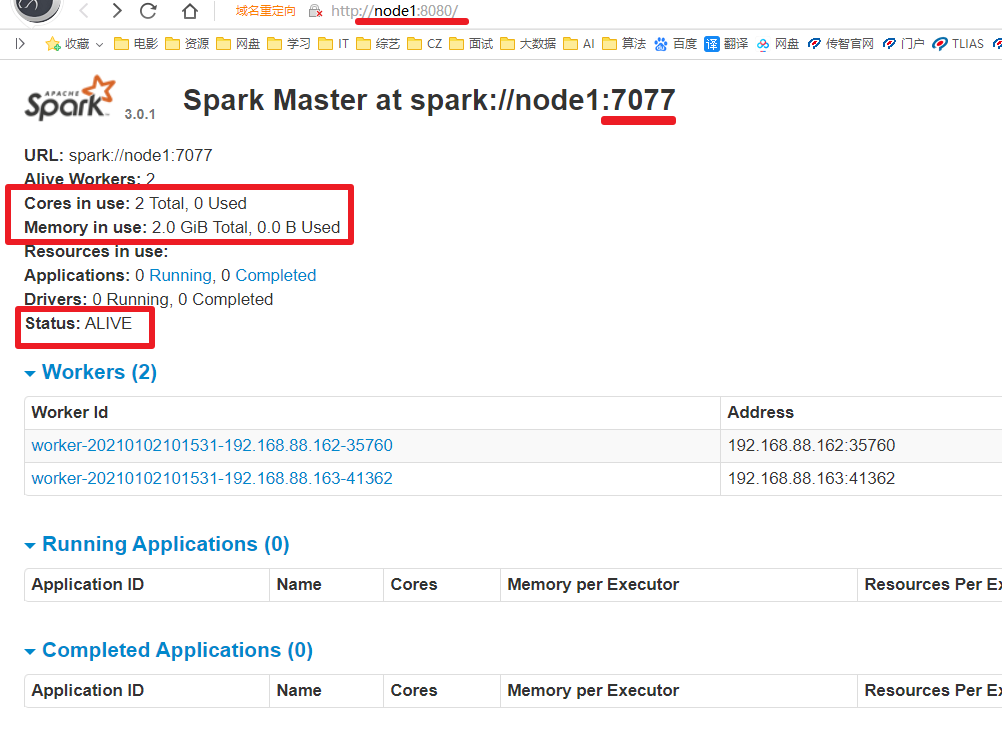 域名重定向 http://node1:8080/
收藏 电影 资源 网盘 学习 IT 综艺 CZ 面试 大数据 AI 算法 百度 译 翻译 网盘 传智官网 门户 TLIAS
APACHE Spark 3.0.1 Spark Master at spark://node1:7077
URL: spark://node1:7077
Alive Workers: 2
Cores in use: 2 Total, 0 Used
Memory in use: 2.0 GiB Total, 0.0 B Used
Resources in use:
Applications: 0 Running, 0 Completed
Drivers: 0 Running, 0 Completed
Status: ALIVE
Workers (2)
Worker Id Address
worker-20210102101531-192.168.88.162-35760 192.168.88.162:35760
worker-20210102101531-192.168.88.163-41362 192.168.88.163:41362
Running Applications (0)
Application ID Name Cores Memory per Executor Resources Per Ex
Completed Applications (0)
Application ID Name Cores Memory per Executor Resources Per Ex